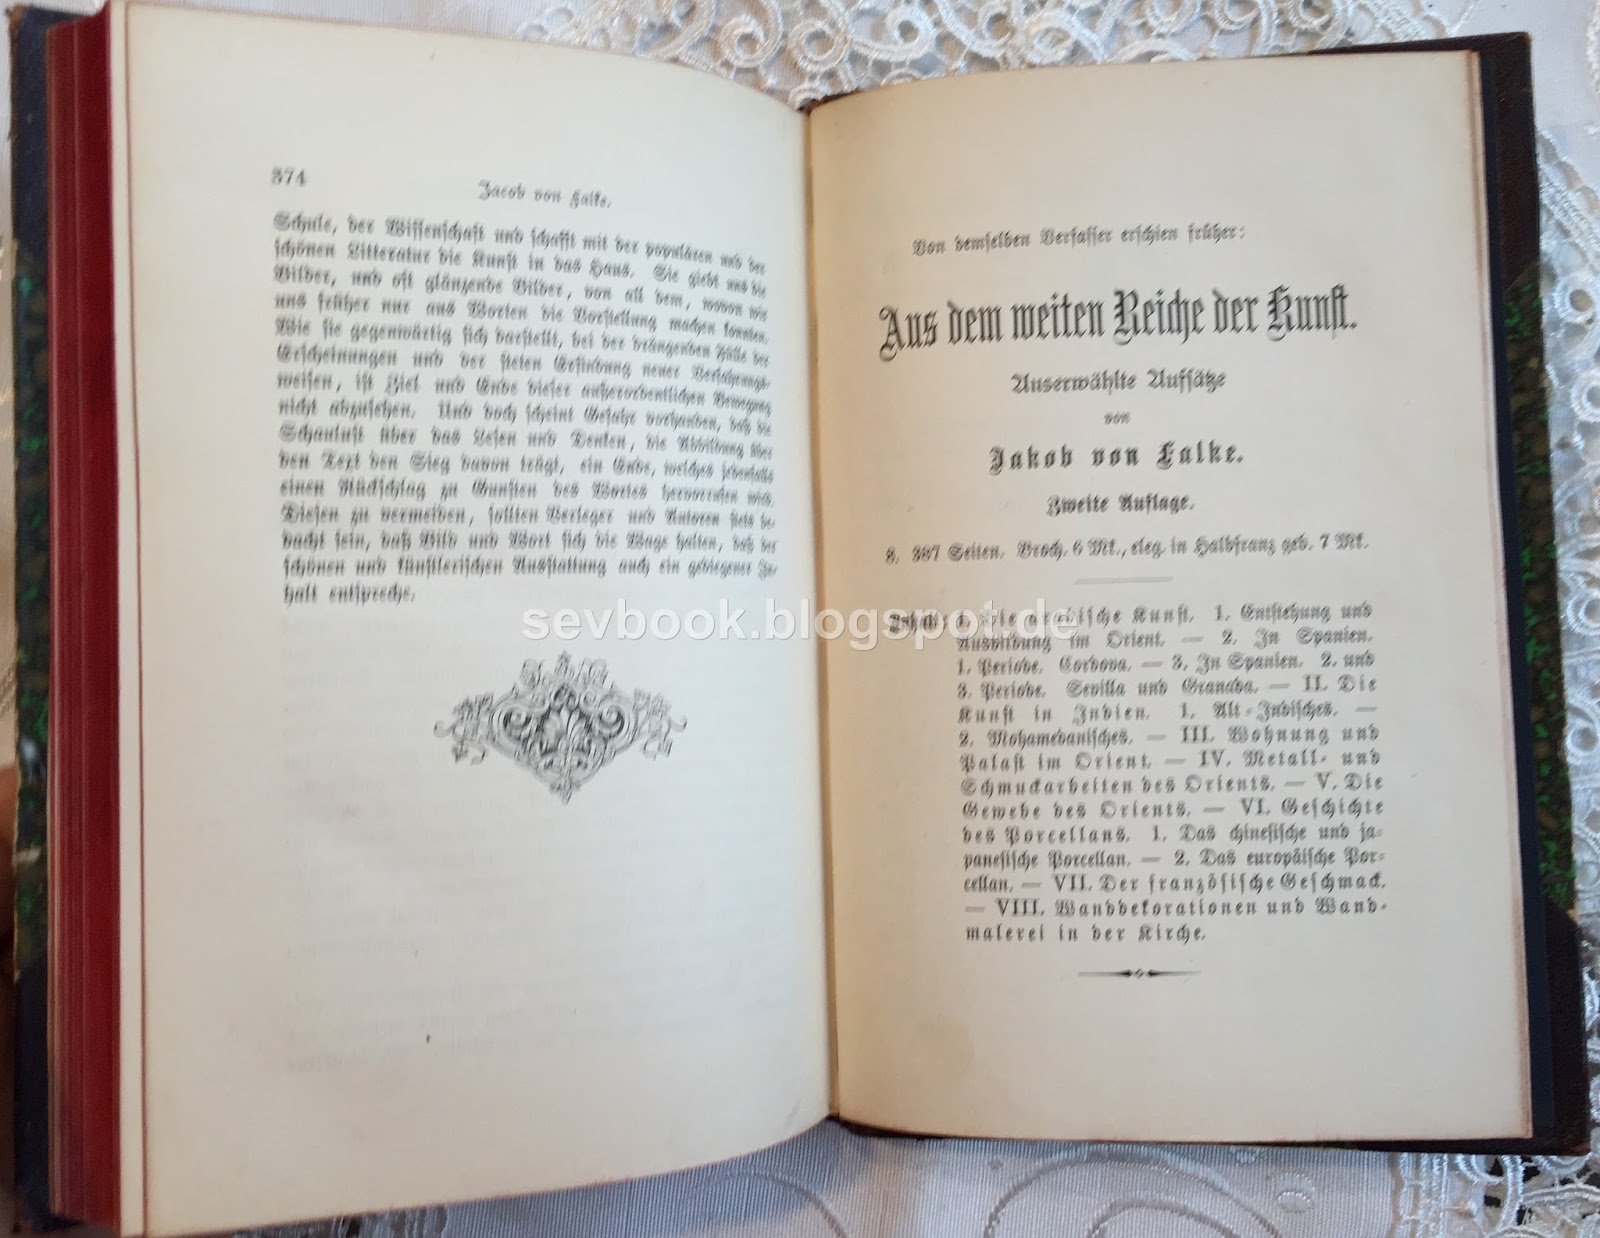 374
Jacob von Falke.
Schule, der Wissenschaft und schafft mit der populären und der
schönen Litteratur die Kunst in das Haus. Sie giebt uns die
Bilder, und oft glänzende Bilder, von all dem, wovon wir
uns früher nur aus Worten die Vorstellung machen konnten.
Wie sie gegenwärtig sich darstellt, bei der drängenden Fülle der
Erscheinungen und der steten Erfindung neuer Verfahrungs-
weisen, ist Ziel und Ende dieser außerordentlichen Bewegung
nicht abzusehen. Und doch scheint Gefahr vorhanden, daß die
Schaulust über das Lesen und Denken, die Abbildung über
den Text den Sieg davon trägt, ein Ende, welches jedenfalls
einen Rückschlag zu Gunsten des Wortes hervorrufen wird.
Diesen zu vermeiden, sollten Verleger und Autoren stets be-
dacht sein, daß Bild und Wort sich die Wage halten, daß der
schönen und künstlerischen Ausstattung auch ein gediegener In-
halt entspreche.
Von demselben Verfasser erschien früher:
Aus dem weiten Reiche der Kunst.
Auserwählte Aufsätze
von
Jakob von Falke.
Zweite Auflage.
8. 387 Seiten. Broch. 6 Mk., eleg. in Halbfranz geb. 7 Mk.
Inhalt: I. Die arabische Kunst. 1. Entstehung und
Ausbildung im Orient. — 2. In Spanien.
1. Periode. Cordova. — 3. In Spanien. 2. und
3. Periode. Sevilla und Granada. — II. Die
Kunst in Indien. 1. Alt-Indisches. —
2. Mohamedanisches. — III. Wohnung und
Palast im Orient. — IV. Metall- und
Schmuckarbeiten des Orients. — V. Die
Gewebe des Orients. — VI. Geschichte
des Porcellans. 1. Das chinesische und ja-
panesische Porcellan. — 2. Das europäische Por-
cellan. — VII. Der französische Geschmack.
— VIII. Wanddekorationen und Wand-
malerei in der Kirche.
sevbook.blogspot.de